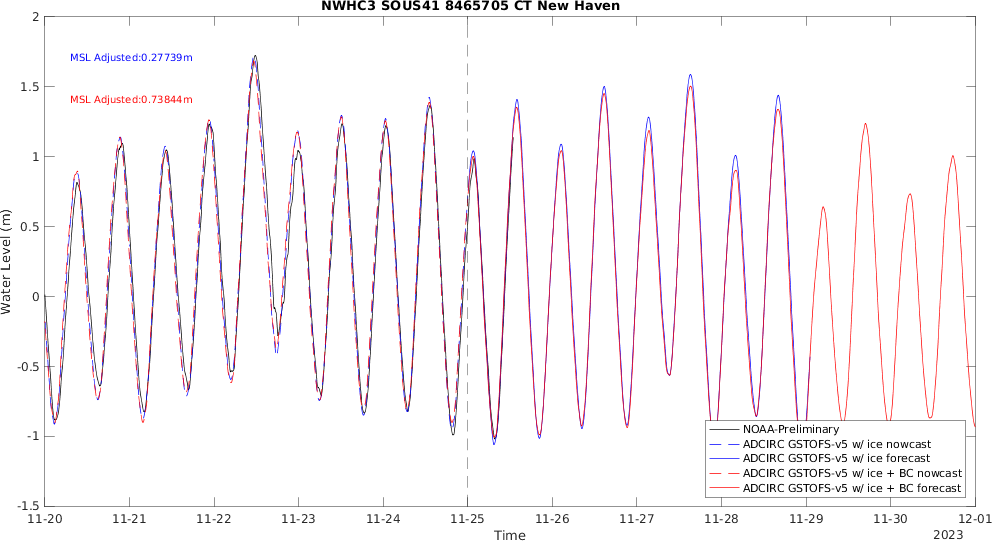 NWHC3 SOUS41 8465705 CT New Haven
2
1.5
1
0.5
0
-0.5
-1
-1.5
Water Level (m)
MSL Adjusted:0.27739m
MSL Adjusted:0.73844m
NOAA-Preliminary
ADCIRC GSTOFS-v5 w/ ice nowcast
ADCIRC GSTOFS-v5 w/ ice forecast
ADCIRC GSTOFS-v5 w/ ice + BC nowcast
ADCIRC GSTOFS-v5 w/ ice + BC forecast
11-20 11-21 11-22 11-23 11-24 11-25 11-26 11-27 11-28 11-29 11-30 12-01
Time
2023